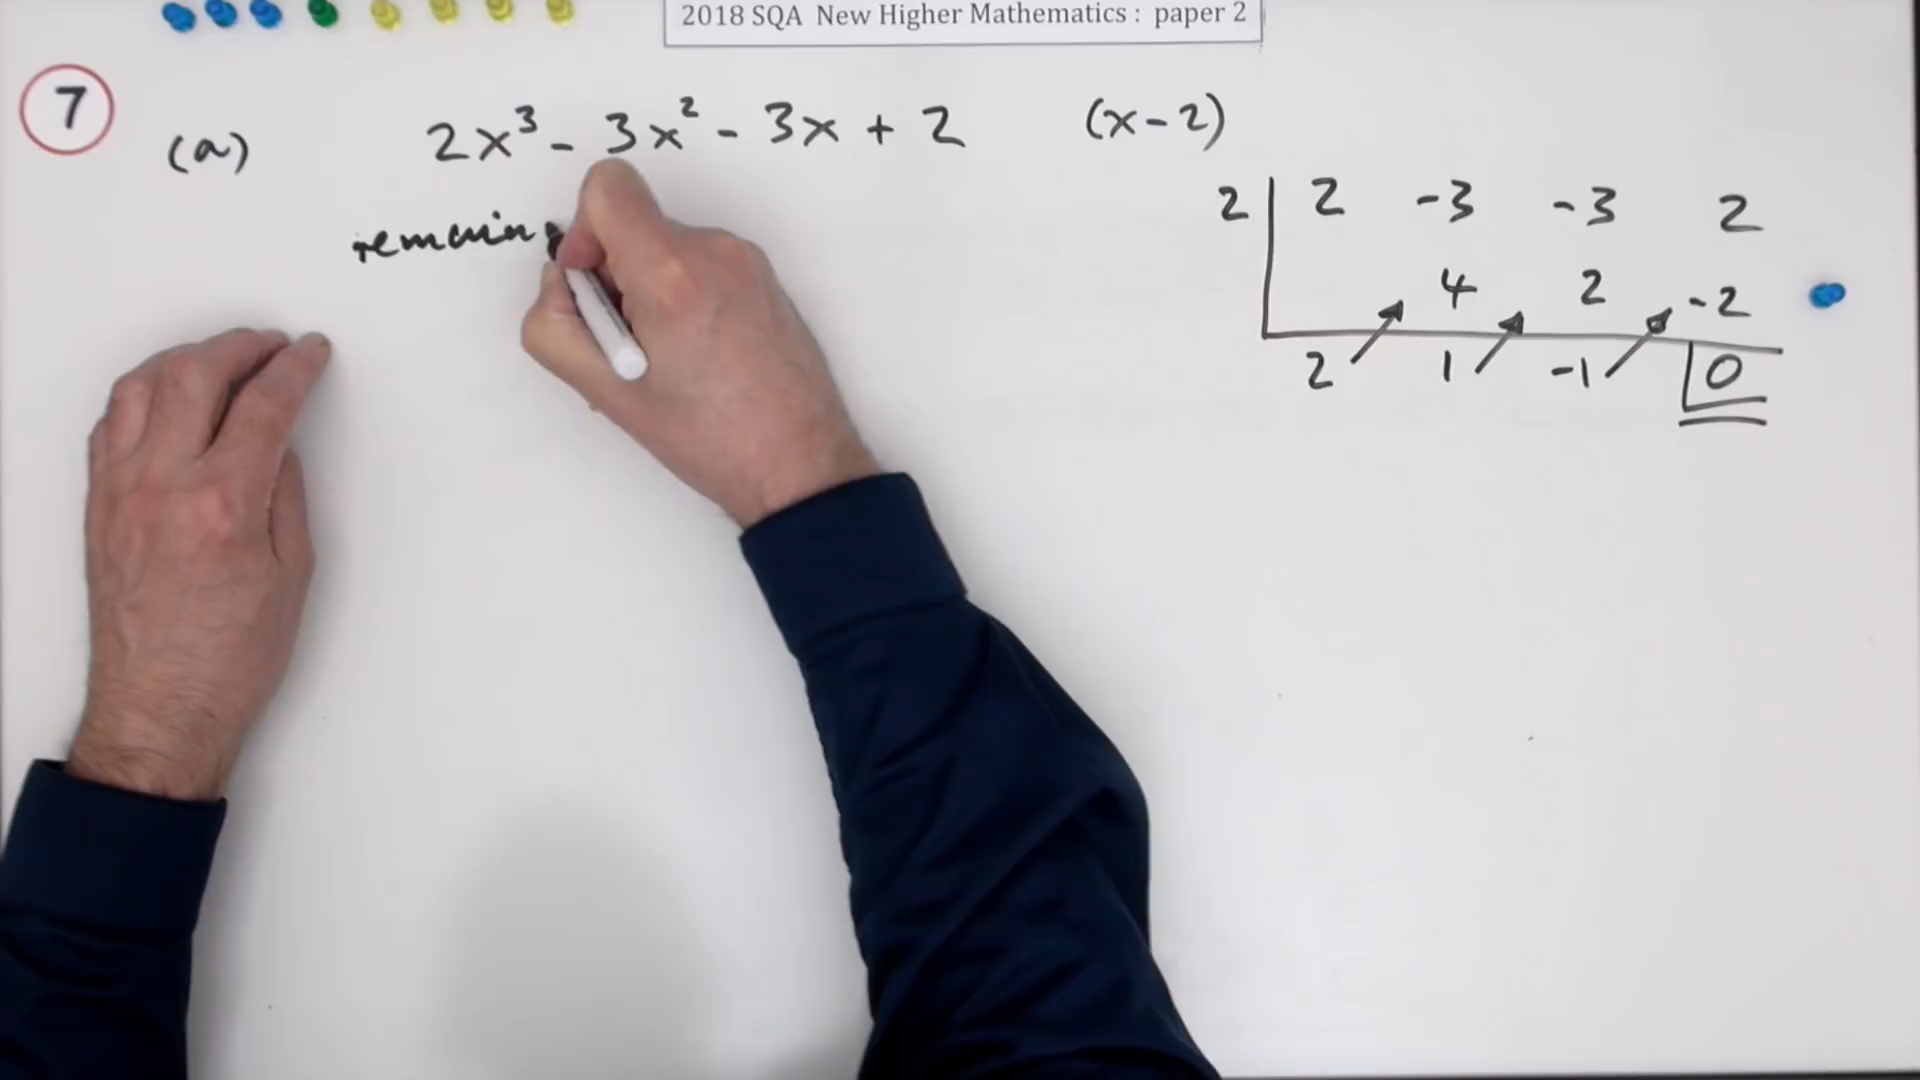 2018 SQA New Higher Mathematics : paper 2
7
(a) 2x³ - 3x² - 3x + 2 (x-2)
2 2 -3 -3 2
remain
4 2 -2
2 1 -1 0